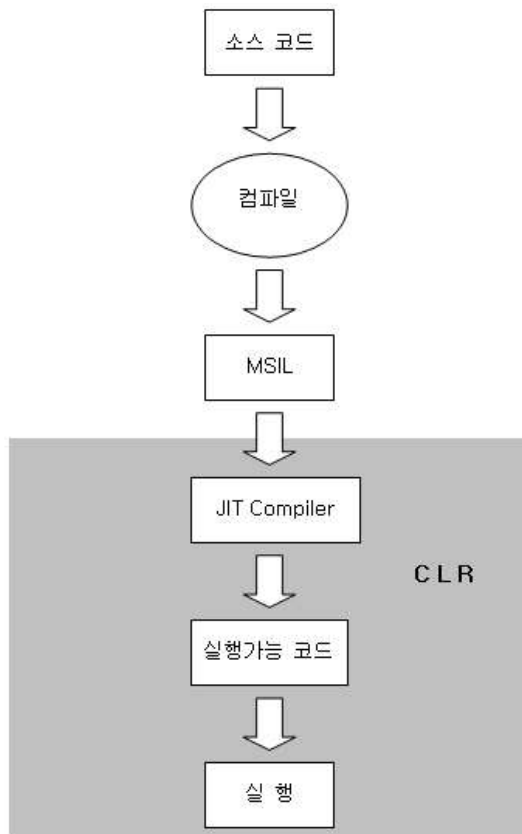 소스 코드
컴파일
MSIL
JIT Compiler
CLR
실행가능 코드
실 행